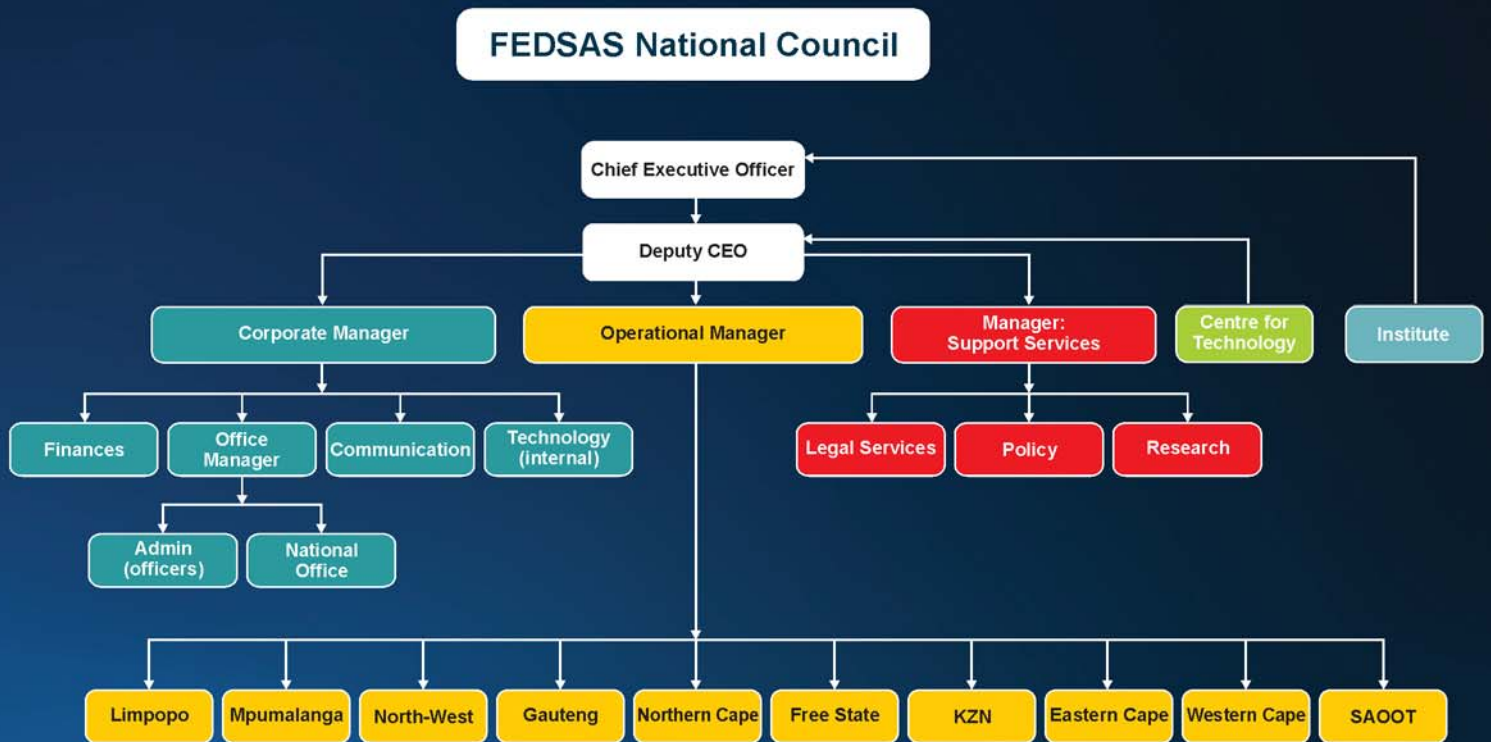 FEDSAS National Council
Chief Executive Officer
Deputy CEO
Corporate Manager
Operational Manager
Manager:
Support Services
Centre for
Technology
Institute
Finances
Office
Manager
Communication
Technology
(internal)
Legal Services
Policy
Research
Admin
(officers)
National
Office
Limpopo
Mpumalanga
North-West
Gauteng
Northern Cape
Free State
KZN
Eastern Cape
Western Cape
SAOOT